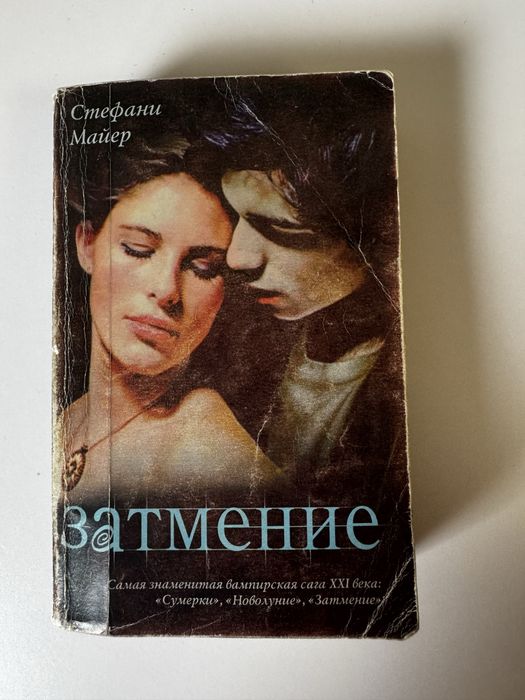 Стефани
Майер
затмение
Самая знаменитая вампирская сага XXI века:
«Сумерки», «Новолуние», «Затмение»